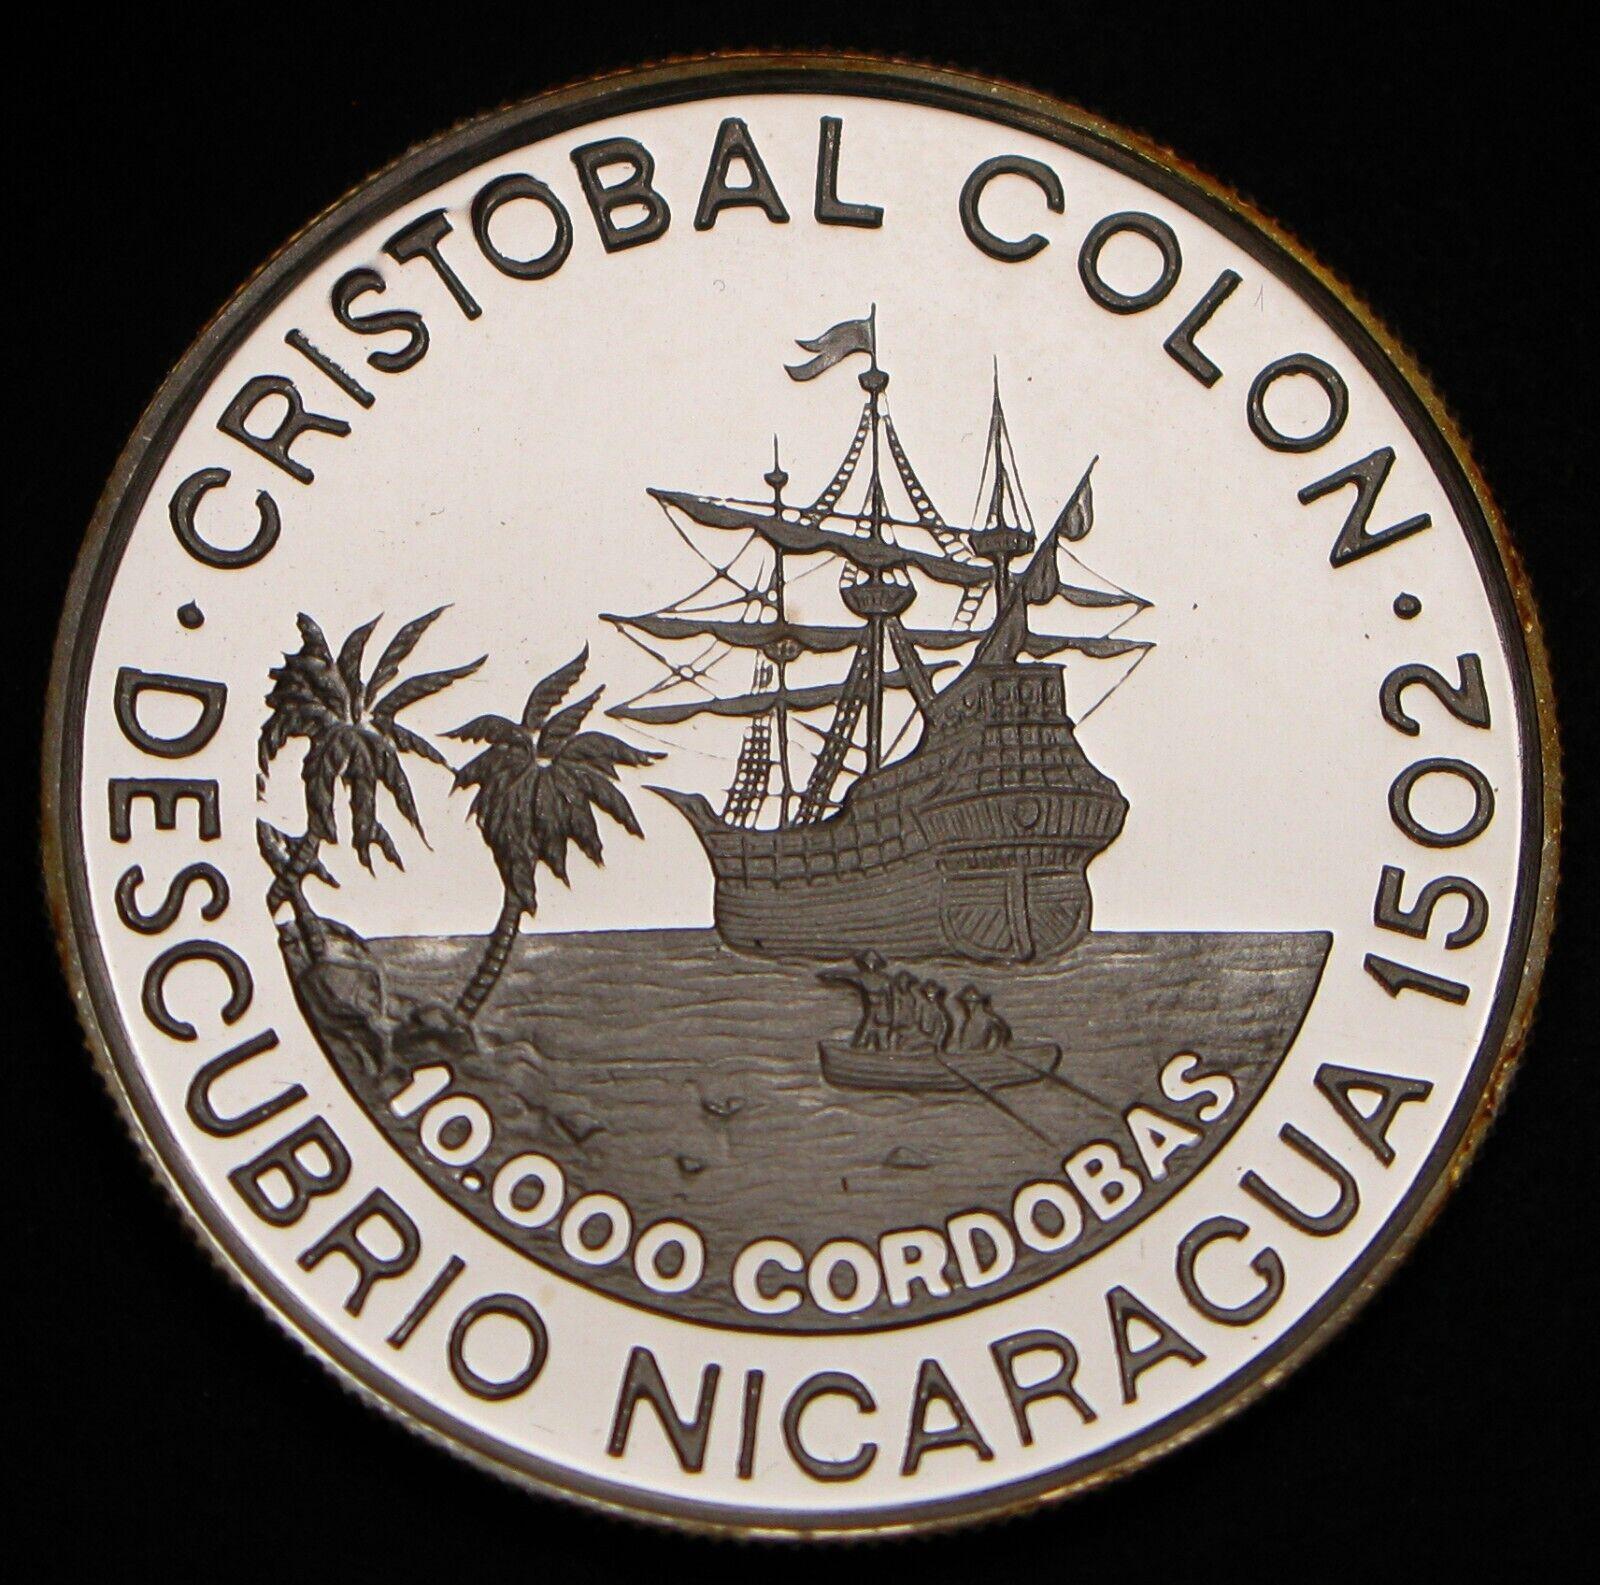 · CRISTOBAL COLON ·
DESCUBRIO NICARAGUA 1502
10.000 CORDOBAS